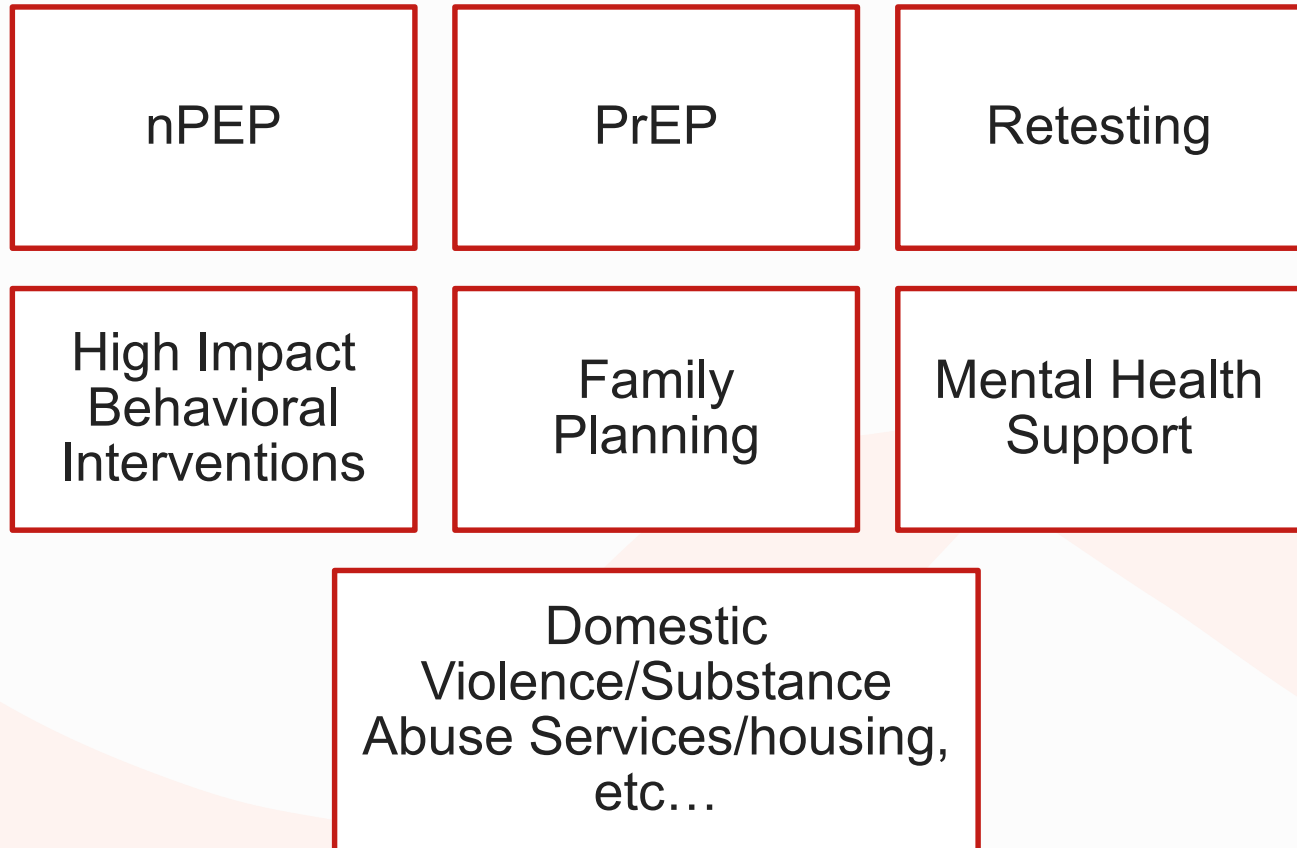 nPEP
PrEP
Retesting
High Impact
Behavioral
Interventions
Family
Planning
Mental Health
Support
Domestic
Violence/Substance
Abuse Services/housing,
etc…